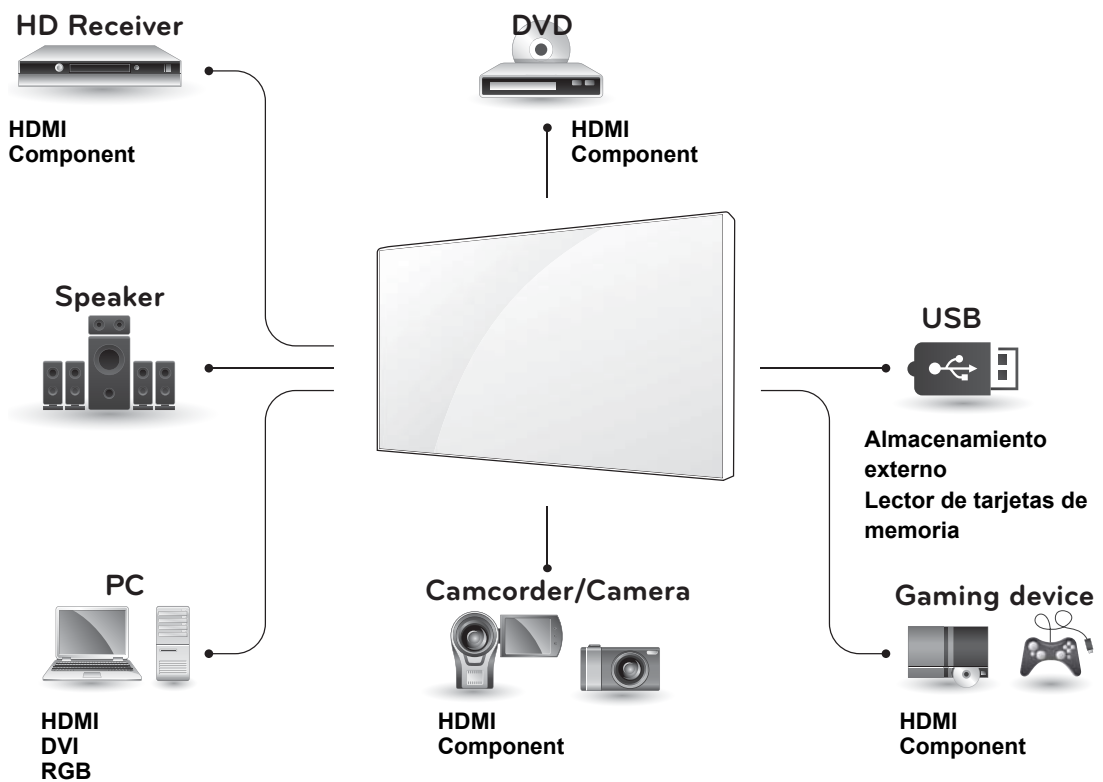 HD Receiver
HDMI
Component
DVD
HDMI
Component
Speaker
USB
Almacenamiento
externo
Lector de tarjetas de
memoria
PC
HDMI
DVI
RGB
Camcorder/Camera
HDMI
Component
Gaming device
HDMI
Component